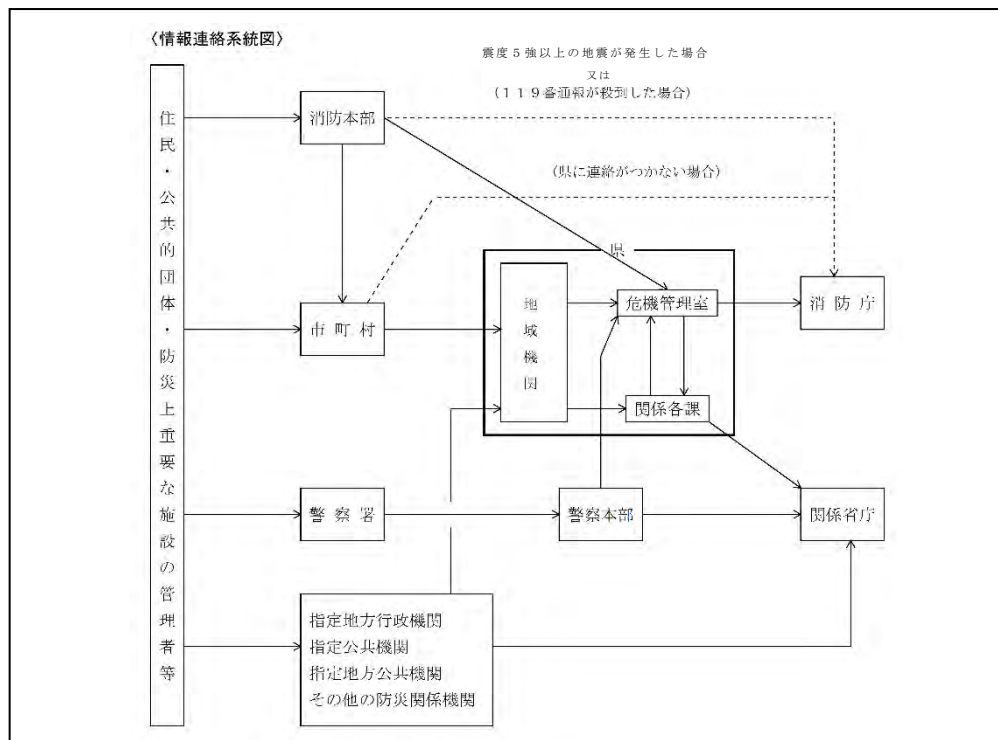 〈情報連絡系統図〉
震度５強以上の地震が発生した場合
又は
(１１９番通報が殺到した場合)
住民・公共的団体・防災上重要な施設の管理者等
消防本部
(県に連絡がつかない場合)
県
地域機関
危機管理室
消防庁
市町村
関係各課
警察署
警察本部
関係省庁
指定地方行政機関
指定公共機関
指定地方公共機関
その他の防災関係機関